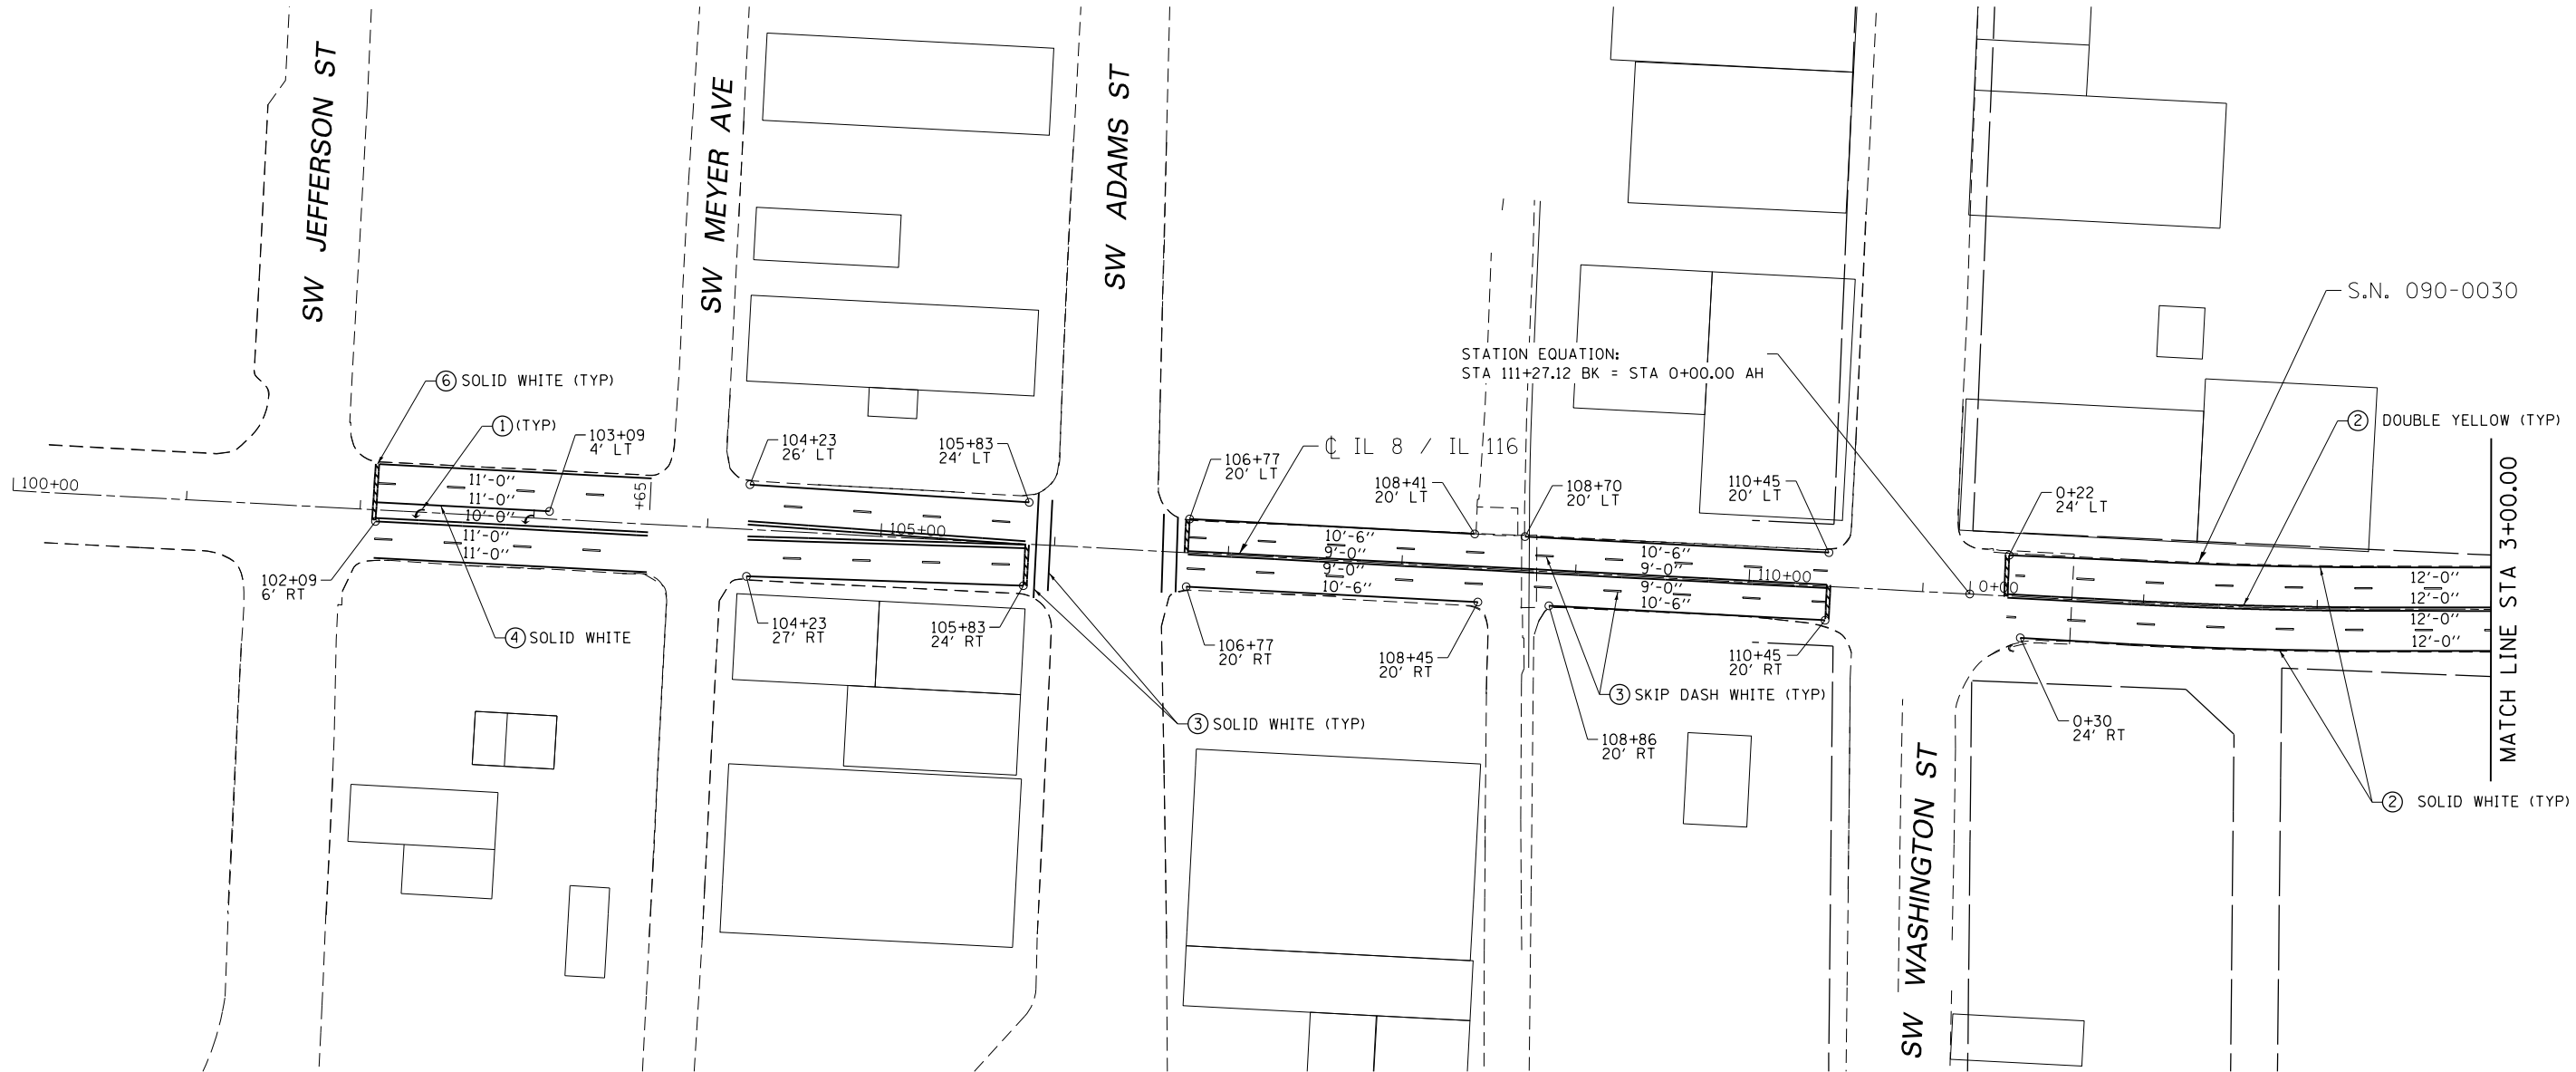 SW JEFFERSON ST
SW MEYER AVE
SW ADAMS ST
S.N. 090-0030
STATION EQUATION:
STA 111+27.12 BK = STA 0+00.00 AH
6 SOLID WHITE (TYP)
1 (TYP)
103+09
4' LT
104+23
26' LT
105+83
24' LT
℄ IL 8 / IL 116
106+77
20' LT
108+41
20' LT
108+70
20' LT
110+45
20' LT
0+22
24' LT
2 DOUBLE YELLOW (TYP)
MATCH LINE STA 3+00.00
100+00
11'-0"
11'-0"
10'-0"
11'-0"
11'-0"
+65
105+00
10'-6"
9'-0"
9'-0"
10'-6"
10'-6"
9'-0"
9'-0"
10'-6"
110+00
0+00
12'-0"
12'-0"
12'-0"
12'-0"
102+09
6' RT
4 SOLID WHITE
104+23
27' RT
105+83
24' RT
106+77
20' RT
108+45
20' RT
110+45
20' RT
3 SKIP DASH WHITE (TYP)
3 SOLID WHITE (TYP)
108+86
20' RT
0+30
24' RT
2 SOLID WHITE (TYP)
SW WASHINGTON ST